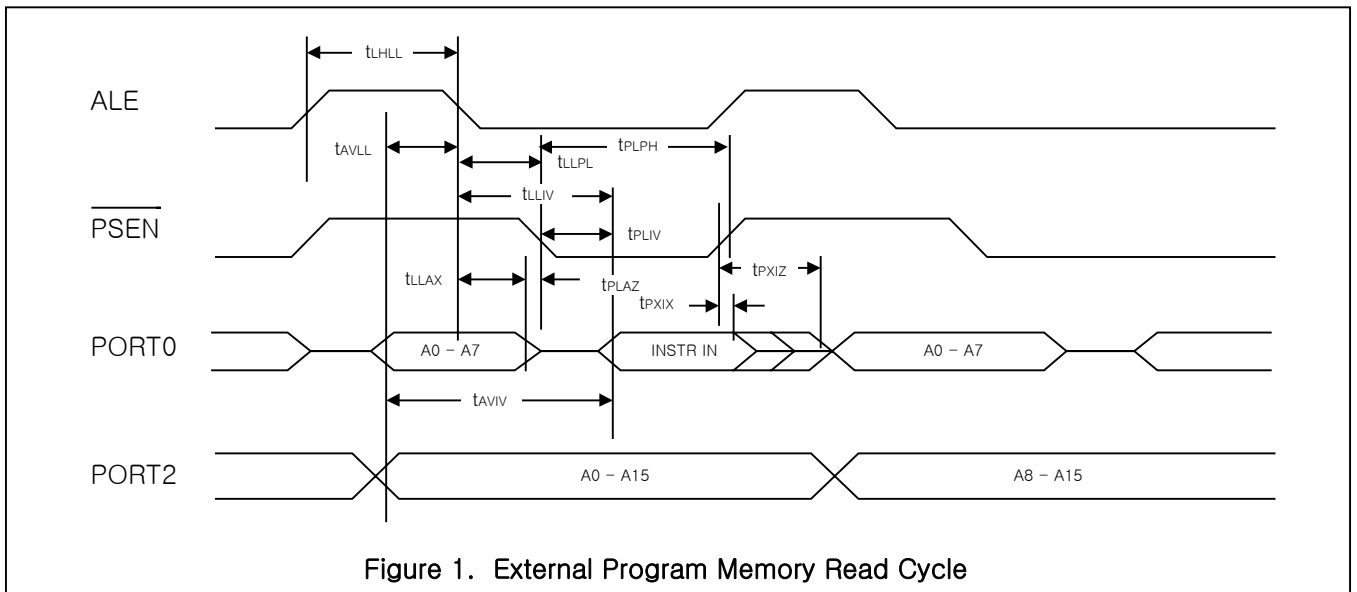 tLHLL
ALE
tAVLL
tPLPH
tLLPL
tLLIV
PSEN
tPLIV
tLLAX
tPXIZ
tPLAZ
tPXIX
PORT0
A0 – A7
INSTR IN
A0 – A7
tAVIV
PORT2
A0 – A15
A8 – A15
Figure 1. External Program Memory Read Cycle